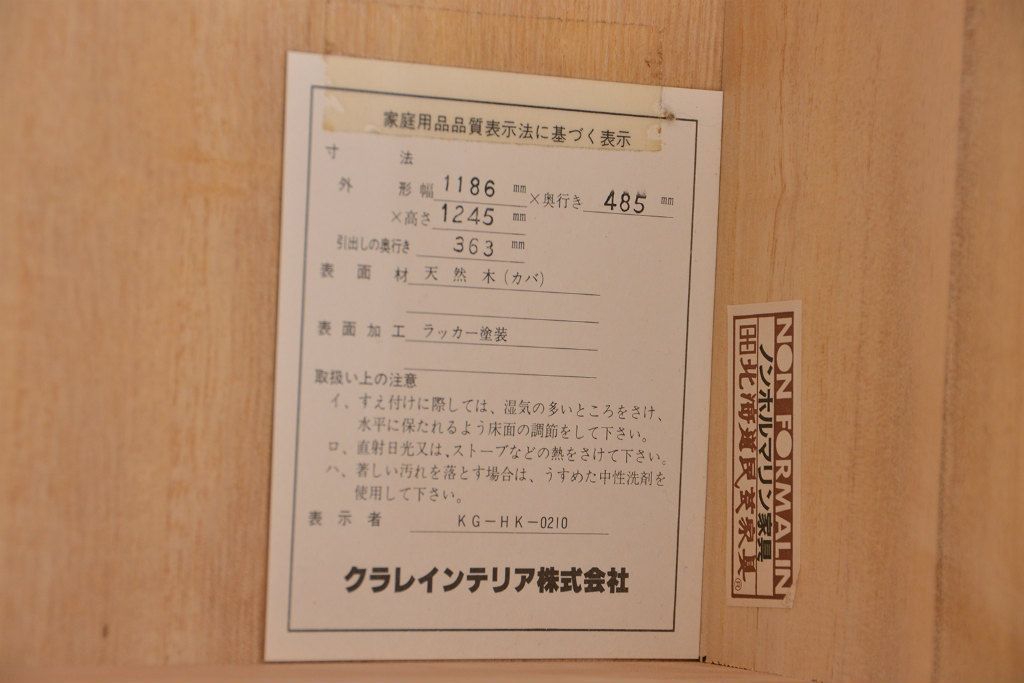 家庭用品品質表示法に基づく表示
寸 法
外 形 幅 1186 mm ×奥行き 485 mm
×高さ 1245 mm
引出しの奥行き 363 mm
表 面 材 天 然 木 (カバ)
表 面 加 工 ラッカー塗装
取扱い上の注意
イ、すえ付けに際しては、湿気の多いところをさけ、
水平に保たれるよう床面の調節をして下さい。
ロ、直射日光又は、ストーブなどの熱をさけて下さい。
ハ、著しい汚れを落とす場合は、うすめた中性洗剤を
使用して下さい。
表 示 者 KG-HK-0210
クラレインテリア株式会社
NON FORMALIN
ノンホルマリン家具
北海道民芸家具®